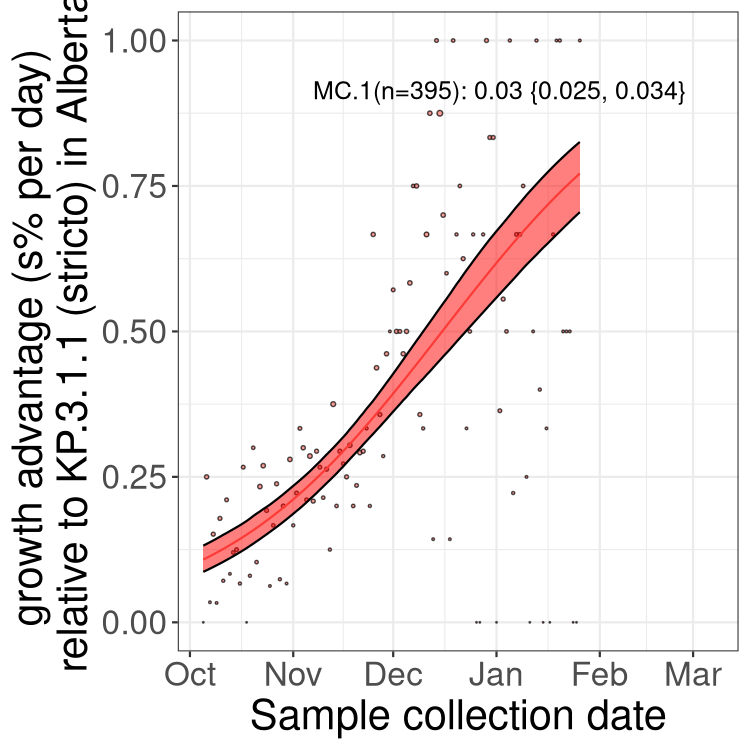 growth advantage (s% per day)
relative to KP.3.1.1 (stricto) in Alberta
1.00
0.75
0.50
0.25
0.00
MC.1(n=395): 0.03 {0.025, 0.034}
Oct Nov Dec Jan Feb Mar
Sample collection date